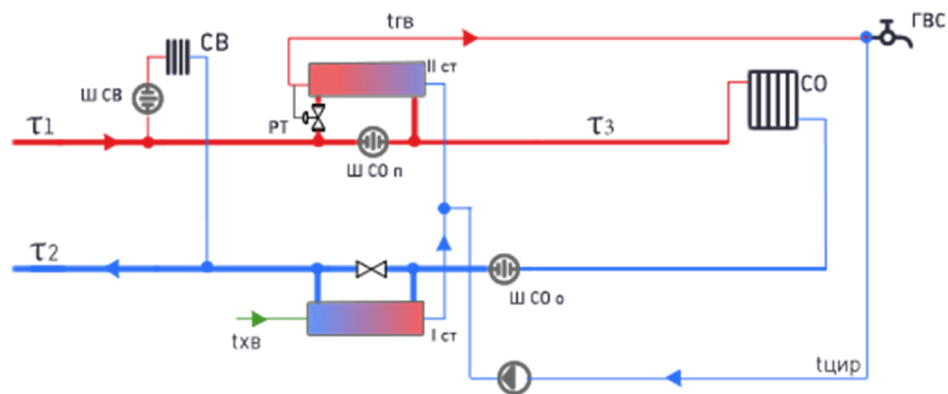 tгв
ГВС
СВ
II ст
Ш СВ
СО
τ1
РТ
τ3
Ш СО п
τ2
Ш СО о
tхв
I ст
tцир